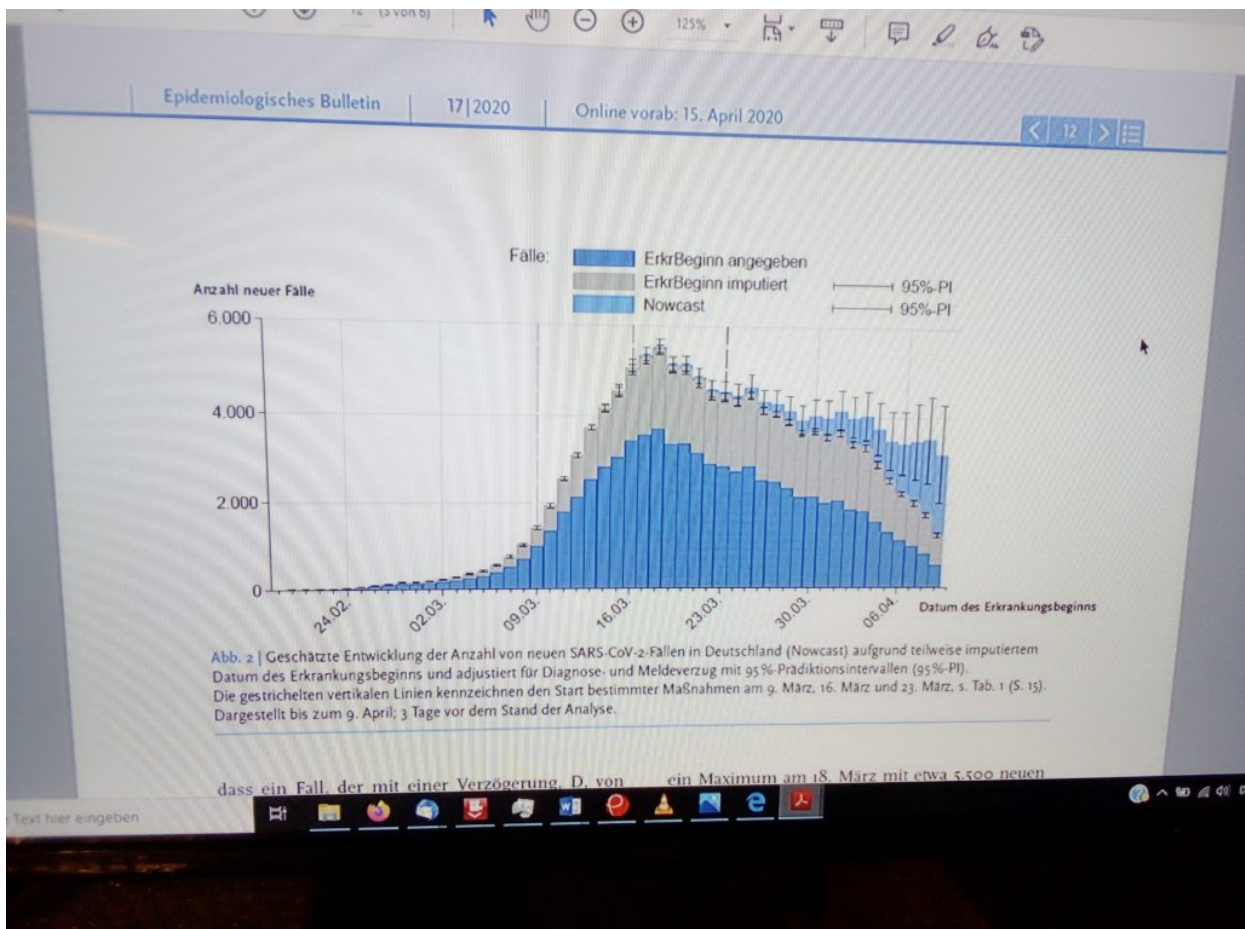 125%
Epidemiologisches Bulletin
17|2020
Online vorab: 15. April 2020
12
Fälle:
ErkrBeginn angegeben
ErkrBeginn imputiert
95%-PI
Nowcast
95%-PI
Anzahl neuer Fälle
6.000
4.000
2.000
0
24.02.
02.03.
09.03.
16.03.
23.03.
30.03.
06.04.
Datum des Erkrankungsbeginns
Abb. 2 | Geschätzte Entwicklung der Anzahl von neuen SARS-CoV-2-Fällen in Deutschland (Nowcast) aufgrund teilweise imputiertem
Datum des Erkrankungsbeginns und adjustiert für Diagnose- und Meldeverzug mit 95%-Prädiktionsintervallen (95%-PI).
Die gestrichelten vertikalen Linien kennzeichnen den Start bestimmter Maßnahmen am 9. März, 16. März und 23. März, s. Tab. 1 (S. 15).
Dargestellt bis zum 9. April; 3 Tage vor dem Stand der Analyse.
dass ein Fall, der mit einer Verzögerung, D, von
ein Maximum am 18. März mit etwa 5.500 neuen
Text hier eingeben